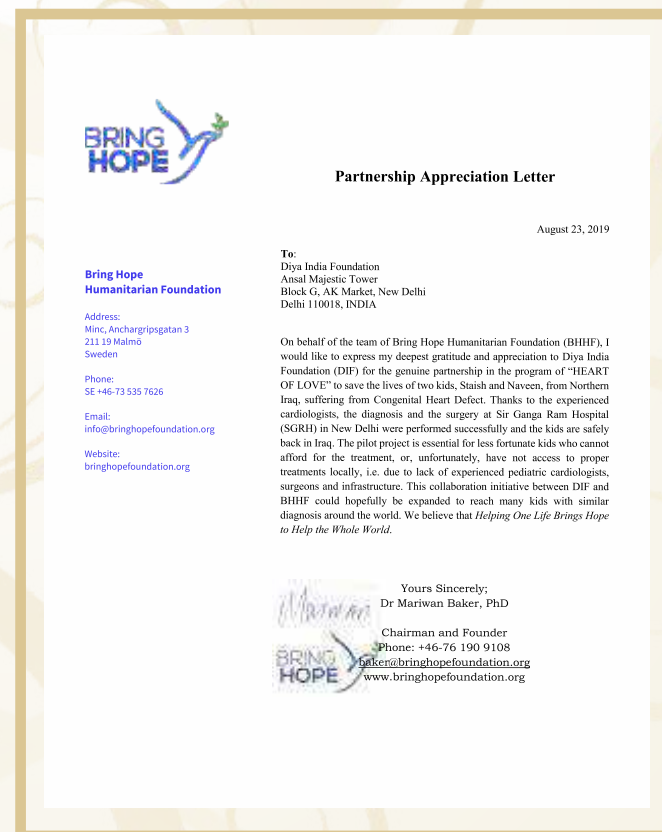 BRING
HOPE
Partnership Appreciation Letter
August 23, 2019
To:
Diya India Foundation
Ansal Majestic Tower
Block G, AK Market, New Delhi
Delhi 110018, INDIA
Bring Hope
Humanitarian Foundation
Address:
Minc, Anchargripsgatan 3
211 19 Malmö
Sweden
Phone:
SE +46-73 535 7626
Email:
info@bringhopefoundation.org
Website:
bringhopefoundation.org
On behalf of the team of Bring Hope Humanitarian Foundation (BHHF), I
would like to express my deepest gratitude and appreciation to Diya India
Foundation (DIF) for the genuine partnership in the program of “HEART
OF LOVE” to save the lives of two kids, Staish and Naveen, from Northern
Iraq, suffering from Congenital Heart Defect. Thanks to the experienced
cardiologists, the diagnosis and the surgery at Sir Ganga Ram Hospital
(SGRH) in New Delhi were performed successfully and the kids are safely
back in Iraq. The pilot project is essential for less fortunate kids who cannot
afford for the treatment, or, unfortunately, have not access to proper
treatments locally, i.e. due to lack of experienced pediatric cardiologists,
surgeons and infrastructure. This collaboration initiative between DIF and
BHHF could hopefully be expanded to reach many kids with similar
diagnosis around the world. We believe that Helping One Life Brings Hope
to Help the Whole World.
Yours Sincerely;
Dr Mariwan Baker, PhD
Mariwan
Chairman and Founder
Phone: +46-76 190 9108
baker@bringhopefoundation.org
www.bringhopefoundation.org
BRING
HOPE